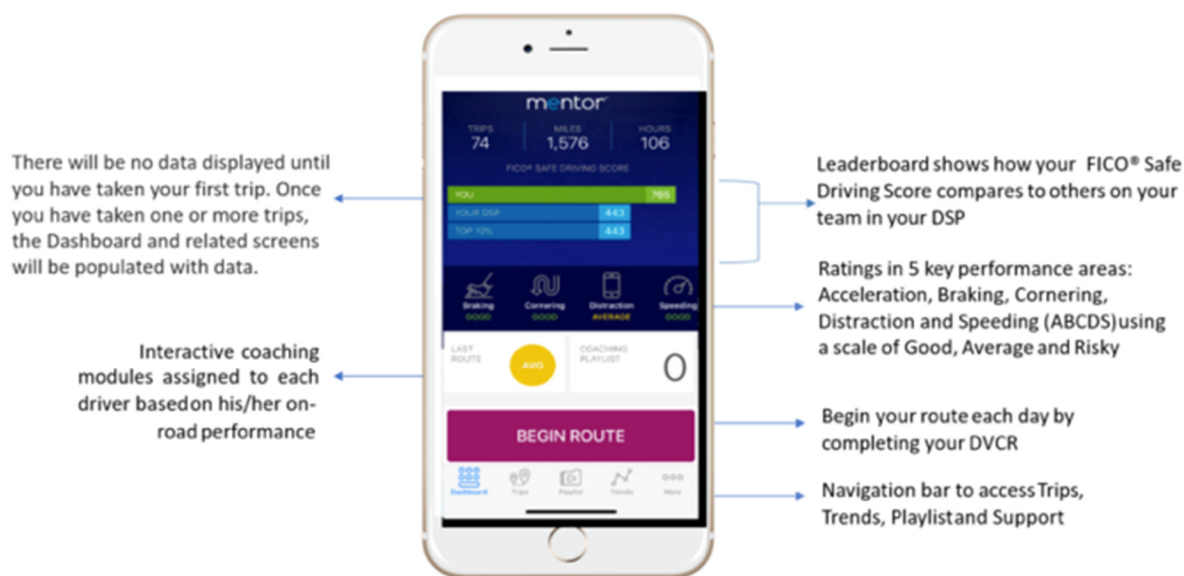 There will be no data displayed until
you have taken your first trip. Once
you have taken one or more trips,
the Dashboard and related screens
will be populated with data.
Interactive coaching
modules assigned to each
driver based on his/her on-
road performance
mentor
TRIPS MILES HOURS
74 1,576 106
FICO® SAFE DRIVING SCORE
YOU 765
YOUR DSP 443
TOP 10% 443
Braking Cornering Distraction Speeding
GOOD GOOD AVERAGE GOOD
LAST
ROUTE
AVG
COACHING
PLAYLIST
0
BEGIN ROUTE
Dashboard Trips Playlist Trends More
Leaderboard shows how your FICO® Safe
Driving Score compares to others on your
team in your DSP
Ratings in 5 key performance areas:
Acceleration, Braking, Cornering,
Distraction and Speeding (ABCDS) using
a scale of Good, Average and Risky
Begin your route each day by
completing your DVCR
Navigation bar to access Trips,
Trends, Playlist and Support